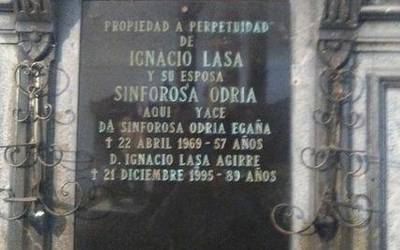 PROPIEDAD A PERPETUIDAD
DE
IGNACIO LASA
Y SU ESPOSA
SINFOROSA ODRIA
AQUI YACE
DA SINFOROSA ODRIA EGAÑA
† 22 ABRIL 1969 - 57 AÑOS
D. IGNACIO LASA AGIRRE
† 21 DICIEMBRE 1995 - 89 AÑOS